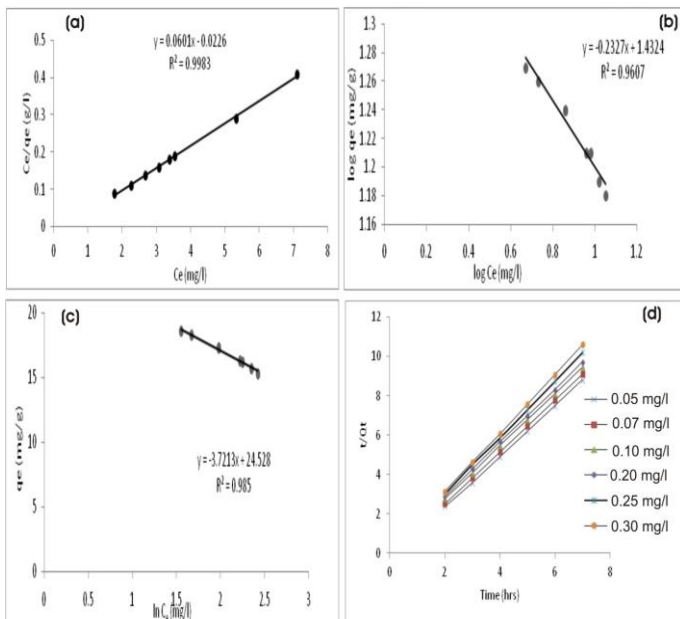 (a)
y = 0.0601x - 0.0226
R² = 0.9983
Ce/qe (g/l)
0.5
0.4
0.3
0.2
0.1
0
0 1 2 3 4 5 6 7 8
Ce (mg/l)
(b)
y = -0.2327x + 1.4324
R² = 0.9607
log qe (mg/g)
1.3
1.28
1.26
1.24
1.22
1.2
1.18
1.16
0 0.2 0.4 0.6 0.8 1 1.2
log Ce (mg/l)
(c)
qe (mg/g)
20
15
10
5
0
y = -3.7213x + 24.528
R² = 0.985
0 0.5 1 1.5 2 2.5 3
ln Ce (mg/l)
(d)
t/Qt
12
10
8
6
4
2
0
0 2 4 6 8
Time (hrs)
0.05 mg/l
0.07 mg/l
0.10 mg/l
0.20 mg/l
0.25 mg/l
0.30 mg/l